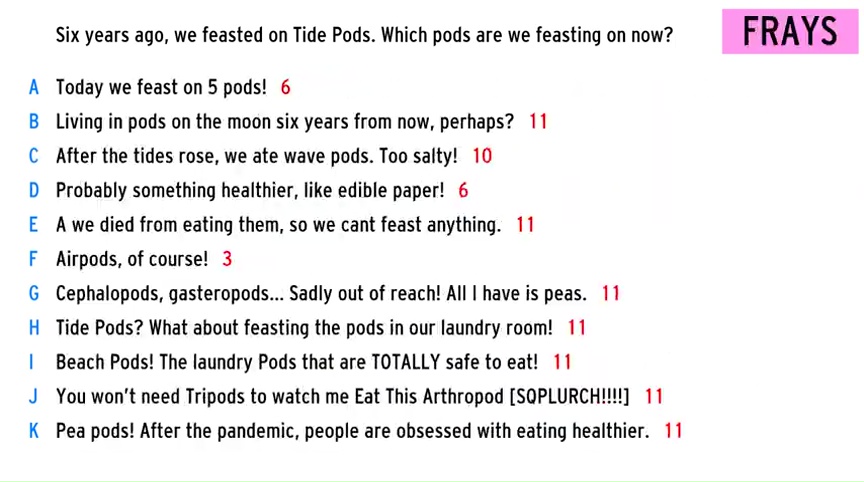 Six years ago, we feasted on Tide Pods. Which pods are we feasting on now?
FRAYS
A Today we feast on 5 pods! 6
B Living in pods on the moon six years from now, perhaps? 11
C After the tides rose, we ate wave pods. Too salty! 10
D Probably something healthier, like edible paper! 6
E A we died from eating them, so we cant feast anything. 11
F Airpods, of course! 3
G Cephalopods, gasteropods... Sadly out of reach! All I have is peas. 11
H Tide Pods? What about feasting the pods in our laundry room! 11
I Beach Pods! The laundry Pods that are TOTALLY safe to eat! 11
J You won't need Tripods to watch me Eat This Arthropod [SQPLURCH!!!!] 11
K Pea pods! After the pandemic, people are obsessed with eating healthier. 11